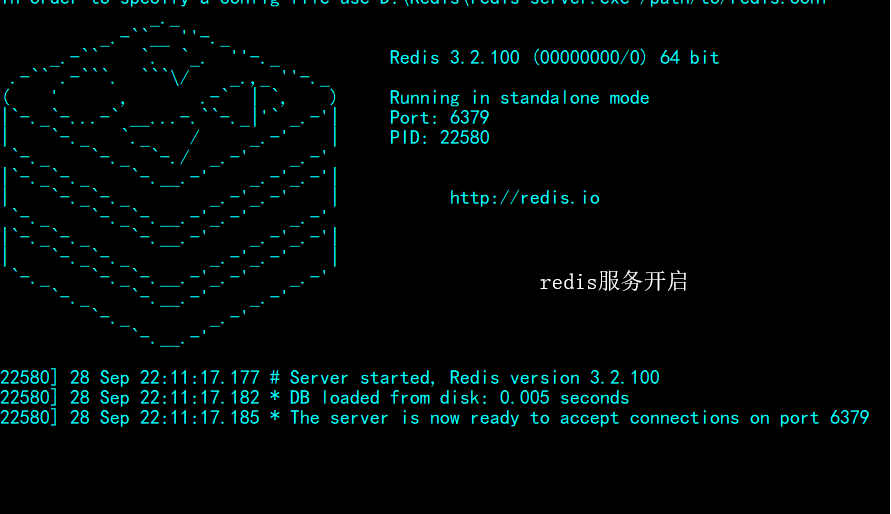 In order to specify a config file use D:\Redis\redis-server.exe /path/to/redis.conf
Redis 3.2.100 (00000000/0) 64 bit
Running in standalone mode
Port: 6379
PID: 22580
http://redis.io
redis服务开启
22580] 28 Sep 22:11:17.177 # Server started, Redis version 3.2.100
22580] 28 Sep 22:11:17.182 * DB loaded from disk: 0.005 seconds
22580] 28 Sep 22:11:17.185 * The server is now ready to accept connections on port 6379